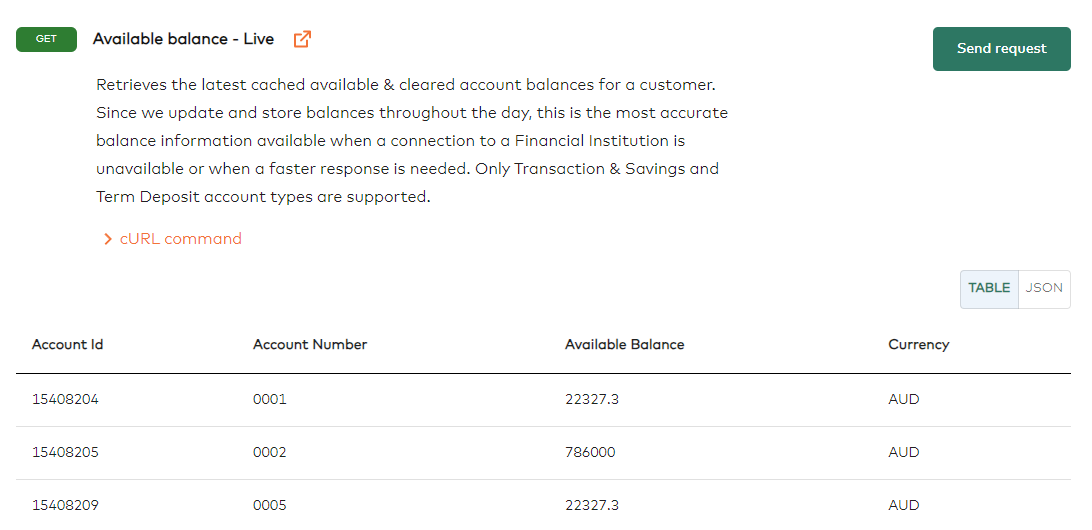 GET Available balance - Live
Send request
Retrieves the latest cached available & cleared account balances for a customer.
Since we update and store balances throughout the day, this is the most accurate
balance information available when a connection to a Financial Institution is
unavailable or when a faster response is needed. Only Transaction & Savings and
Term Deposit account types are supported.
cURL command
TABLE JSON
Account Id Account Number Available Balance Currency
15408204 0001 22327.3 AUD
15408205 0002 786000 AUD
15408209 0005 22327.3 AUD